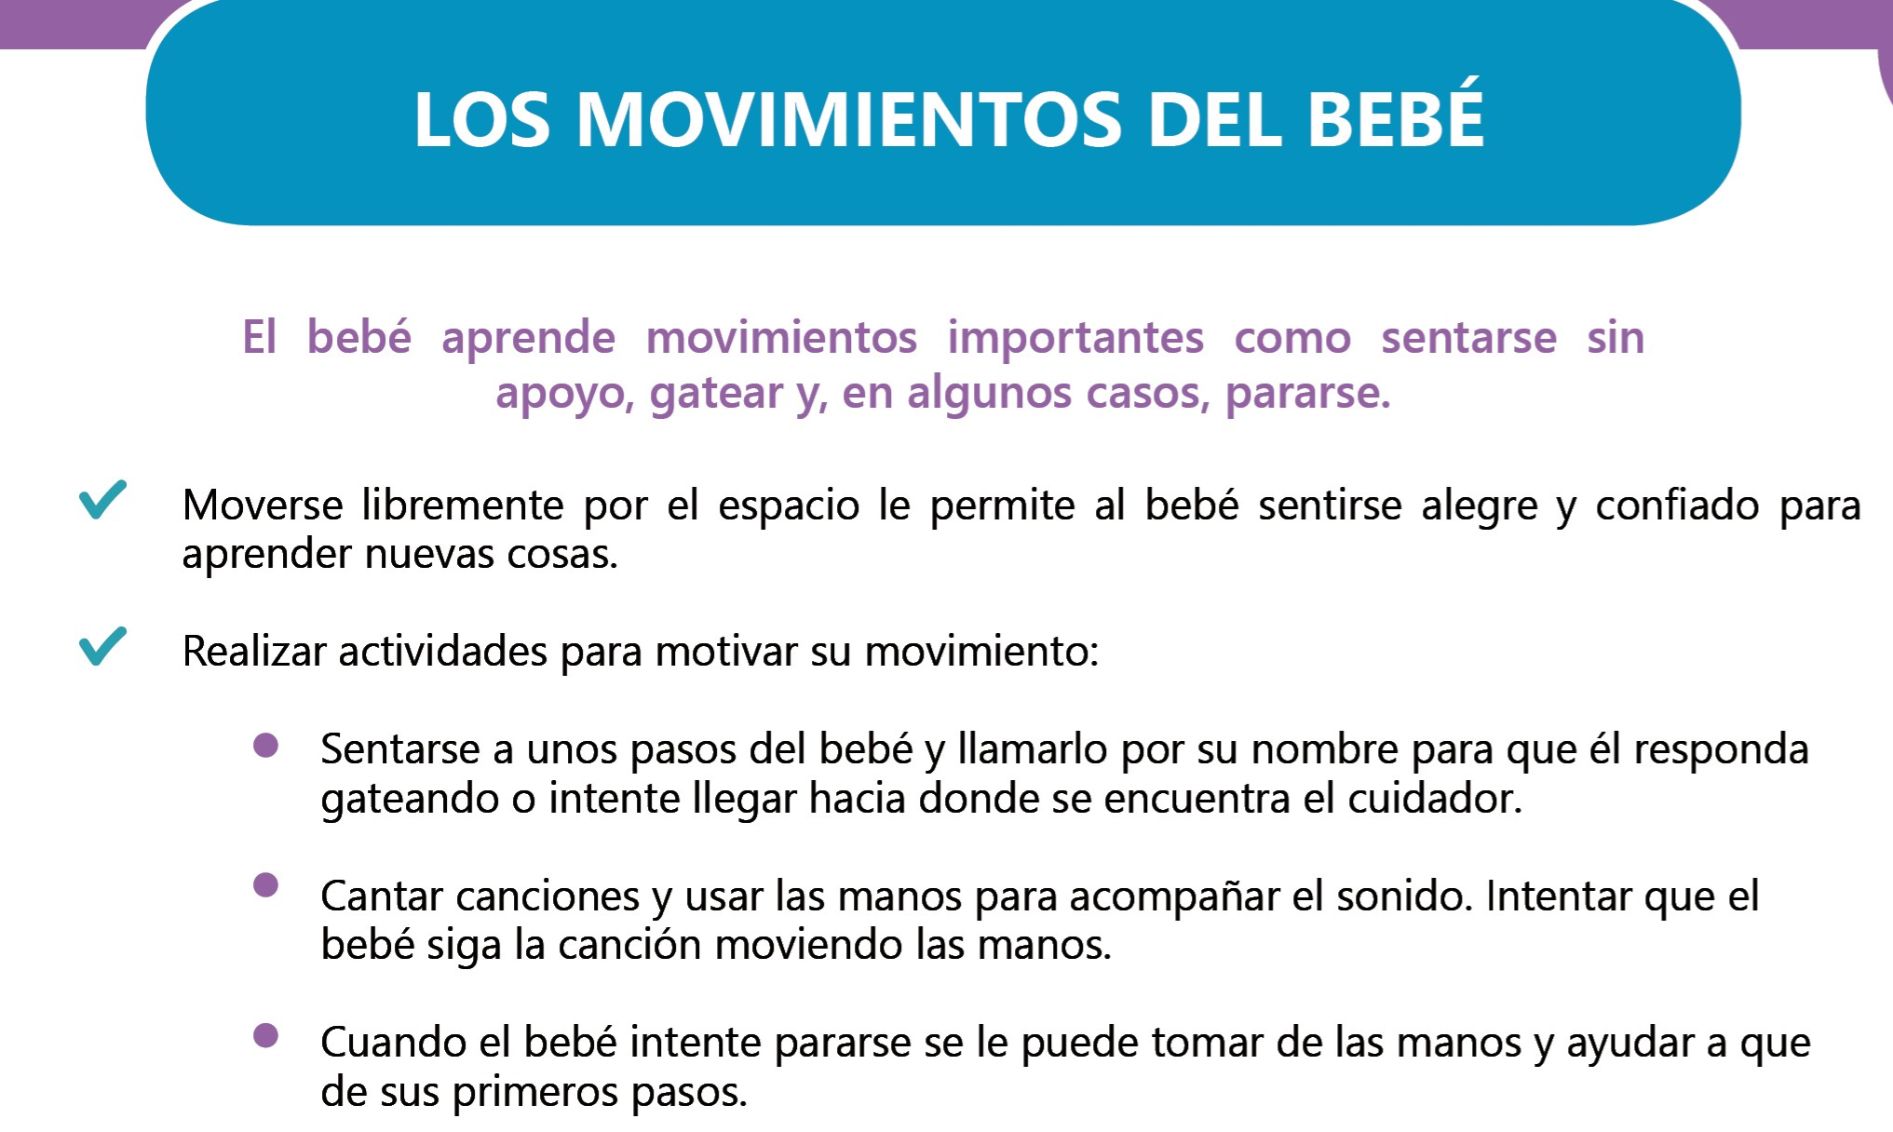 LOS MOVIMIENTOS DEL BEBÉ
El bebé aprende movimientos importantes como sentarse sin
apoyo, gatear y, en algunos casos, pararse.
Moverse libremente por el espacio le permite al bebé sentirse alegre y confiado para
aprender nuevas cosas.
Realizar actividades para motivar su movimiento:
Sentarse a unos pasos del bebé y llamarlo por su nombre para que él responda
gateando o intente llegar hacia donde se encuentra el cuidador.
Cantar canciones y usar las manos para acompañar el sonido. Intentar que el
bebé siga la canción moviendo las manos.
Cuando el bebé intente pararse se le puede tomar de las manos y ayudar a que
de sus primeros pasos.